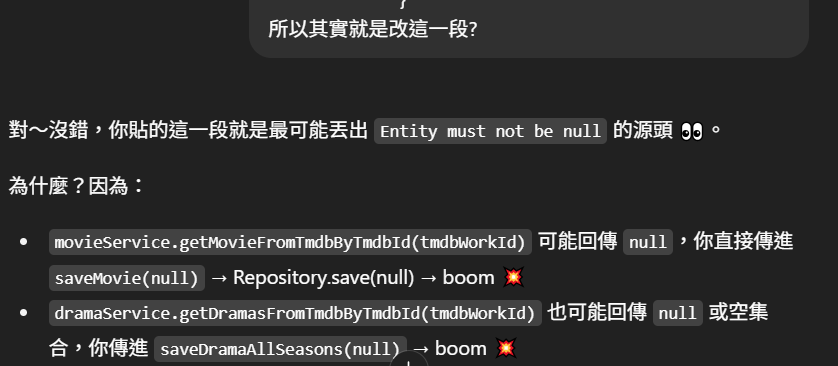 }
所以其實就是改這一段?
對～沒錯，你貼的這一段就是最可能丟出 Entity must not be null 的源頭 👀。
為什麼？因為：
• movieService.getMovieFromTmdbByTmdbId(tmdbWorkId) 可能回傳 null，你直接傳進
saveMovie(null) → Repository.save(null) → boom 💥
• dramaService.getDramasFromTmdbByTmdbId(tmdbWorkId) 也可能回傳 null 或空集
合，你傳進 saveDramaAllSeasons(null) → boom 💥